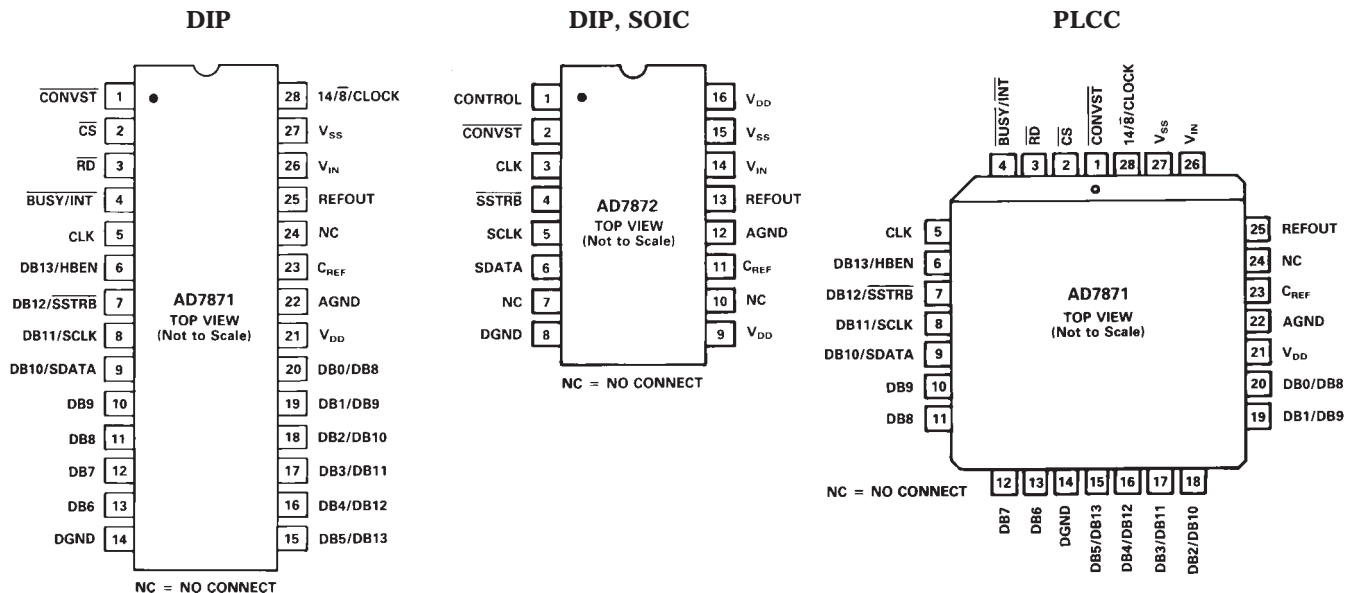 DIP
CONVST 1
CS 2
RD 3
BUSY/INT 4
CLK 5
DB13/HBEN 6
DB12/SSTRB 7
DB11/SCLK 8
DB10/SDATA 9
DB9 10
DB8 11
DB7 12
DB6 13
DGND 14
AD7871
TOP VIEW
(Not to Scale)
28 14/8/CLOCK
27 VSS
26 VIN
25 REFOUT
24 NC
23 CREF
22 AGND
21 VDD
20 DB0/DB8
19 DB1/DB9
18 DB2/DB10
17 DB3/DB11
16 DB4/DB12
15 DB5/DB13
NC = NO CONNECT
DIP, SOIC
CONTROL 1
CONVST 2
CLK 3
SSTRB 4
SCLK 5
SDATA 6
NC 7
DGND 8
AD7872
TOP VIEW
(Not to Scale)
16 VDD
15 VSS
14 VIN
13 REFOUT
12 AGND
11 CREF
10 NC
9 VDD
NC = NO CONNECT
PLCC
BUSY/INT
RD
CS
CONVST
14/8/CLOCK
VSS
VIN
4 3 2 1 28 27 26
CLK 5
DB13/HBEN 6
DB12/SSTRB 7
DB11/SCLK 8
DB10/SDATA 9
DB9 10
DB8 11
AD7871
TOP VIEW
(Not to Scale)
25 REFOUT
24 NC
23 CREF
22 AGND
21 VDD
20 DB0/DB8
19 DB1/DB9
NC = NO CONNECT
12 13 14 15 16 17 18
DB7
DB6
DGND
DB5/DB13
DB4/DB12
DB3/DB11
DB2/DB10